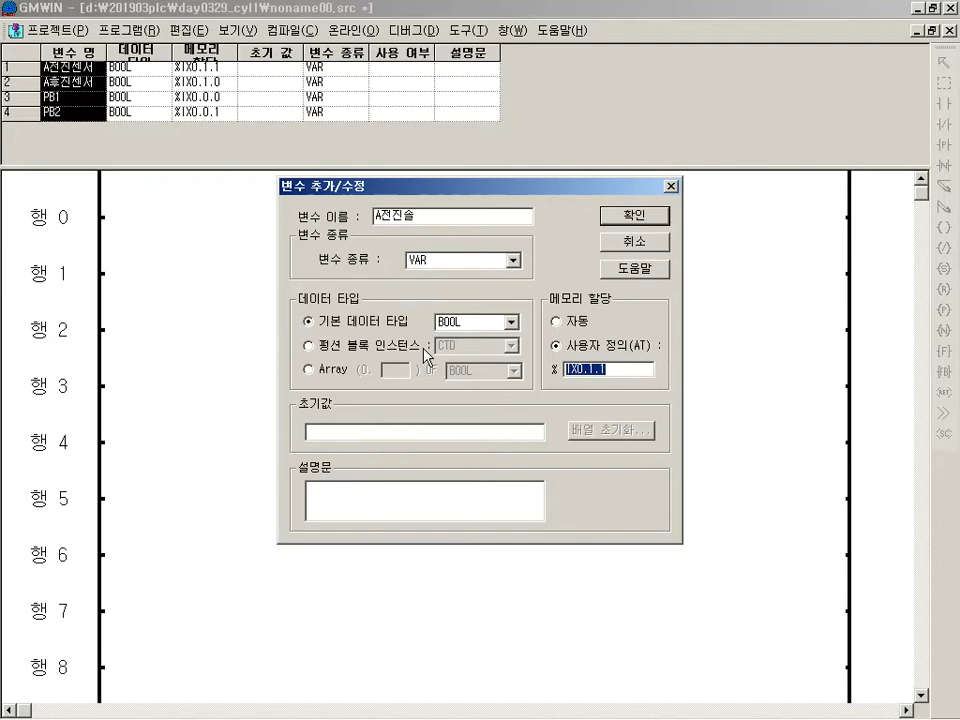 GMWIN - [d:₩201903plc₩day0329_cyl1₩noname00.src *]
프로젝트(P) 프로그램(R) 편집(E) 보기(V) 컴파일(C) 온라인(O) 디버그(D) 도구(T) 창(W) 도움말(H)
변수 명 데이터 타입 메모리 할당 초기 값 변수 종류 사용 여부 설명문
1 A전진센서 BOOL %IX0.1.1 VAR
2 A후진센서 BOOL %IX0.1.0 VAR
3 PB1 BOOL %IX0.0.0 VAR
4 PB2 BOOL %IX0.0.1 VAR
변수 추가/수정
변수 이름 : A전진솔 확인
변수 종류 취소
변수 종류 : VAR 도움말
데이터 타입 메모리 할당
기본 데이터 타입 BOOL 자동
펑션 블록 인스턴스 : CTD 사용자 정의(AT) :
Array (0. ) OF BOOL % IX0.1.1
초기값
배열 초기화...
설명문
행 0
행 1
행 2
행 3
행 4
행 5
행 6
행 7
행 8
{ }
{/}
{S}
{R}
{P}
{N}
{F}
{FB}
<RET>
<SC>